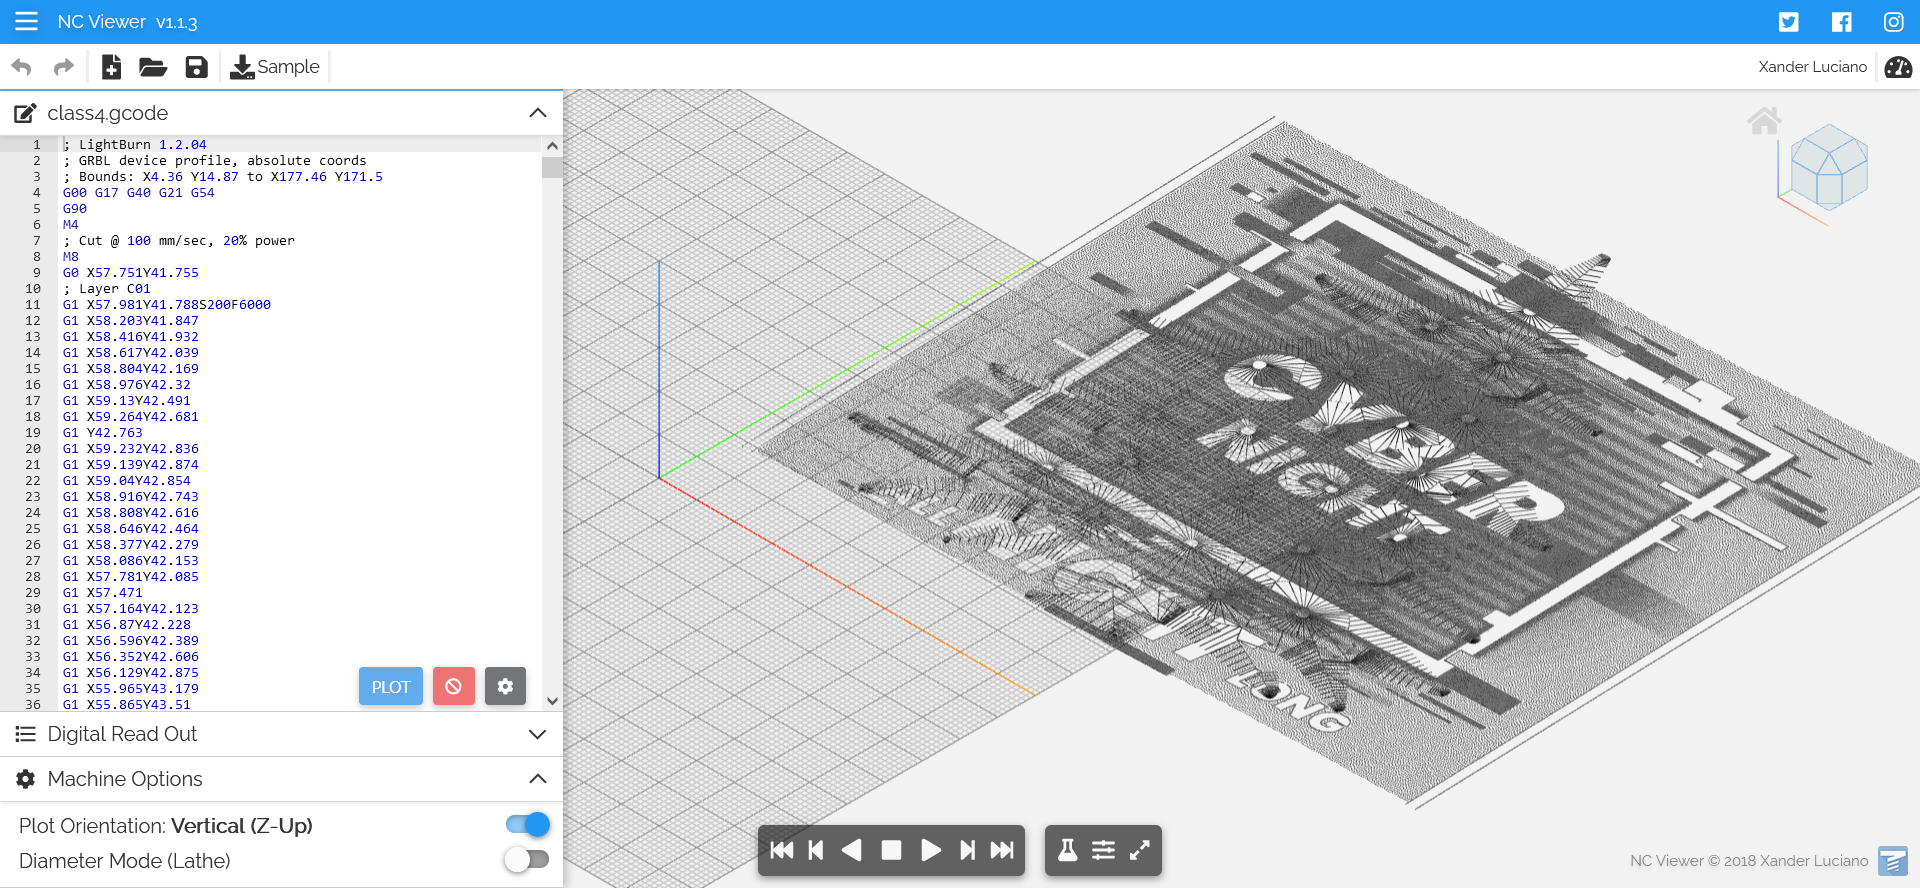 NC Viewer v1.1.3
Sample
Xander Luciano
class4.gcode
1 ; LightBurn 1.2.04
2 ; GRBL device profile, absolute coords
3 ; Bounds: X4.36 Y14.87 to X177.46 Y171.5
4 G00 G17 G40 G21 G54
5 G90
6 M4
7 ; Cut @ 100 mm/sec, 20% power
8 M8
9 G0 X57.751Y41.755
10 ; Layer C01
11 G1 X57.981Y41.788S200F6000
12 G1 X58.203Y41.847
13 G1 X58.416Y41.932
14 G1 X58.617Y42.039
15 G1 X58.804Y42.169
16 G1 X58.976Y42.32
17 G1 X59.13Y42.491
18 G1 X59.264Y42.681
19 G1 Y42.763
20 G1 X59.232Y42.836
21 G1 X59.139Y42.874
22 G1 X59.04Y42.854
23 G1 X58.916Y42.743
24 G1 X58.808Y42.616
25 G1 X58.646Y42.464
26 G1 X58.377Y42.279
27 G1 X58.086Y42.153
28 G1 X57.781Y42.085
29 G1 X57.471
30 G1 X57.164Y42.123
31 G1 X56.87Y42.228
32 G1 X56.596Y42.389
33 G1 X56.352Y42.606
34 G1 X56.129Y42.875
35 G1 X55.965Y43.179
36 G1 X55.865Y43.51
PLOT
Digital Read Out
Machine Options
Plot Orientation: Vertical (Z-Up)
Diameter Mode (Lathe)
CYBER
NIGHT
LONG
NC Viewer © 2018 Xander Luciano